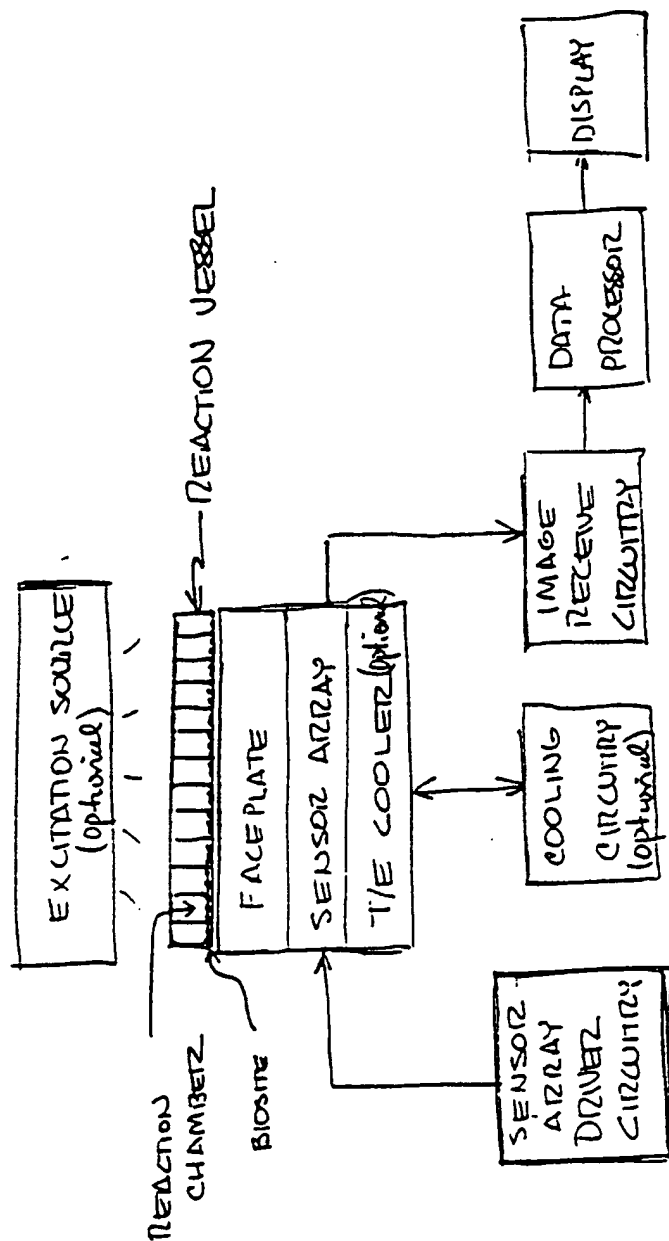 EXCITATION SOURCE
(optional)
REACTION
CHAMBER
REACTION VESSEL
BIOSITE
FACEPLATE
SENSOR ARRAY
T/E COOLER (optional)
SENSOR
ARRAY
DRIVER
CIRCUITRY
COOLING
CIRCUITRY
(optional)
IMAGE
RECEIVE
CIRCUITRY
DATA
PROCESSOR
DISPLAY